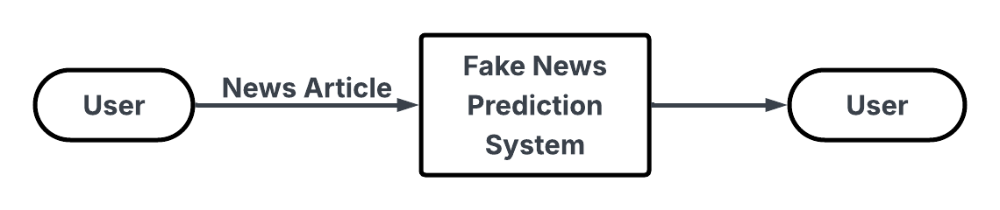 User
News Article
Fake News
Prediction
System
User